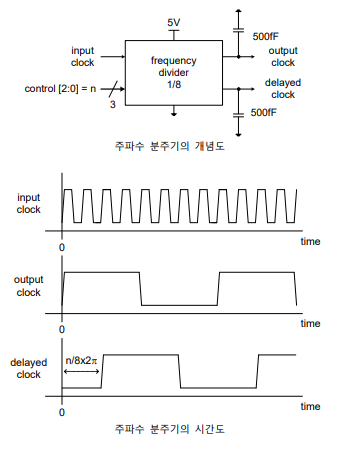 5V
500fF
input
clock
frequency
divider
1/8
output
clock
control [2:0] = n
3
delayed
clock
500fF
주파수 분주기의 개념도
input
clock
0
time
output
clock
0
time
delayed
clock
n/8x2π
0
time
주파수 분주기의 시간도